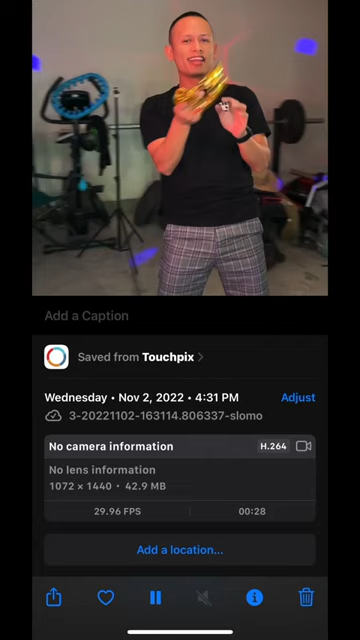 Add a Caption
Saved from Touchpix
Wednesday • Nov 2, 2022 • 4:31 PM
Adjust
3-20221102-163114.806337-slomo
No camera information
H.264
No lens information
1072 × 1440 • 42.9 MB
29.96 FPS
00:28
Add a location...